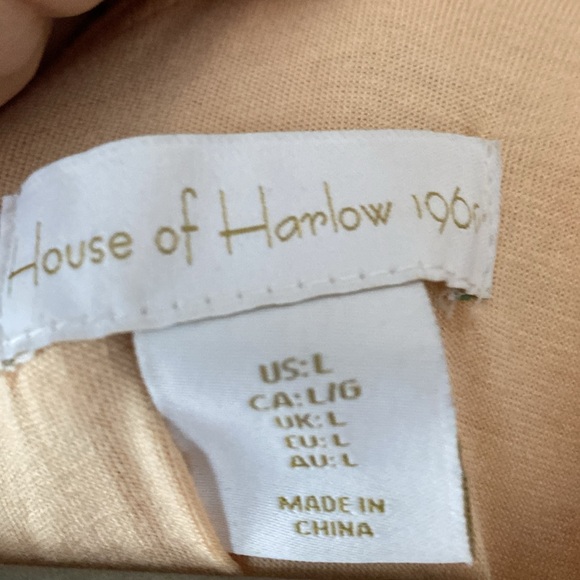 House of Harlow 1960
US: L
CA: L/G
UK: L
EU: L
AU: L
MADE IN
CHINA